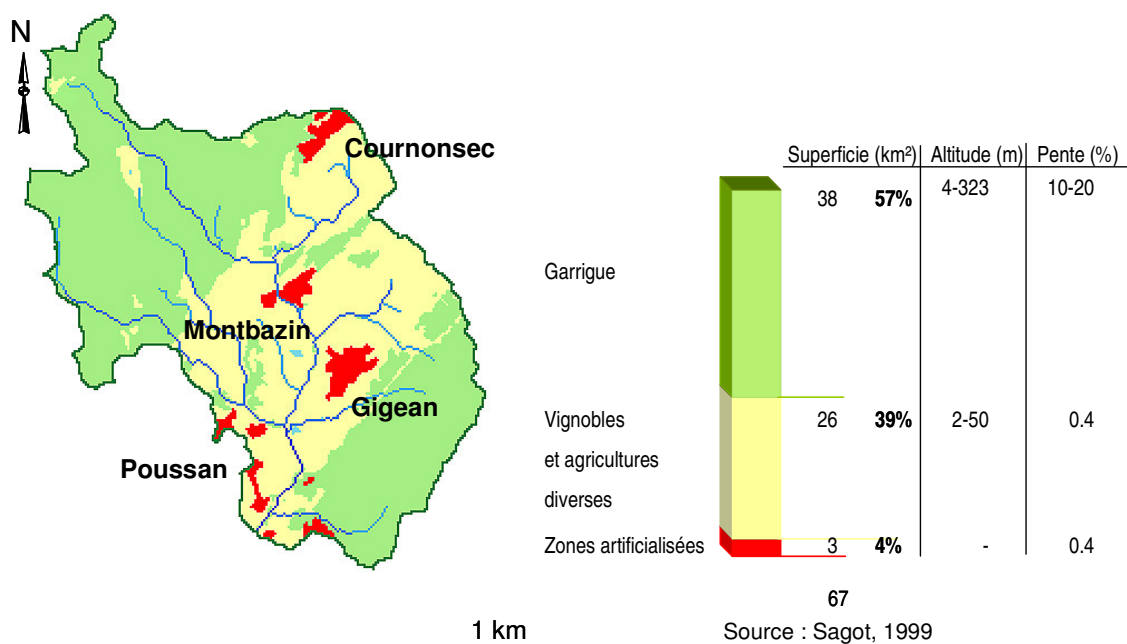 N
Cournonsec
Montbazin
Gigean
Poussan
Superficie (km²) Altitude (m) Pente (%)
38 57% 4-323 10-20
Garrigue
Vignobles 26 39% 2-50 0.4
et agricultures
diverses
Zones artificialisées 3 4% - 0.4
67
1 km
Source : Sagot, 1999